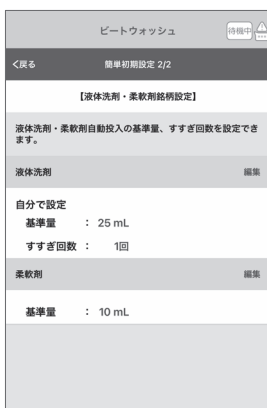 ビートウォッシュ 待機中
く戻る 簡単初期設定 2/2
【液体洗剤・柔軟剤銘柄設定】
液体洗剤・柔軟剤自動投入の基準量、すすぎ回数を設定でき
ます。
液体洗剤 編集
自分で設定
基準量 : 25 mL
すすぎ回数 : 1回
柔軟剤 編集
基準量 : 10 mL